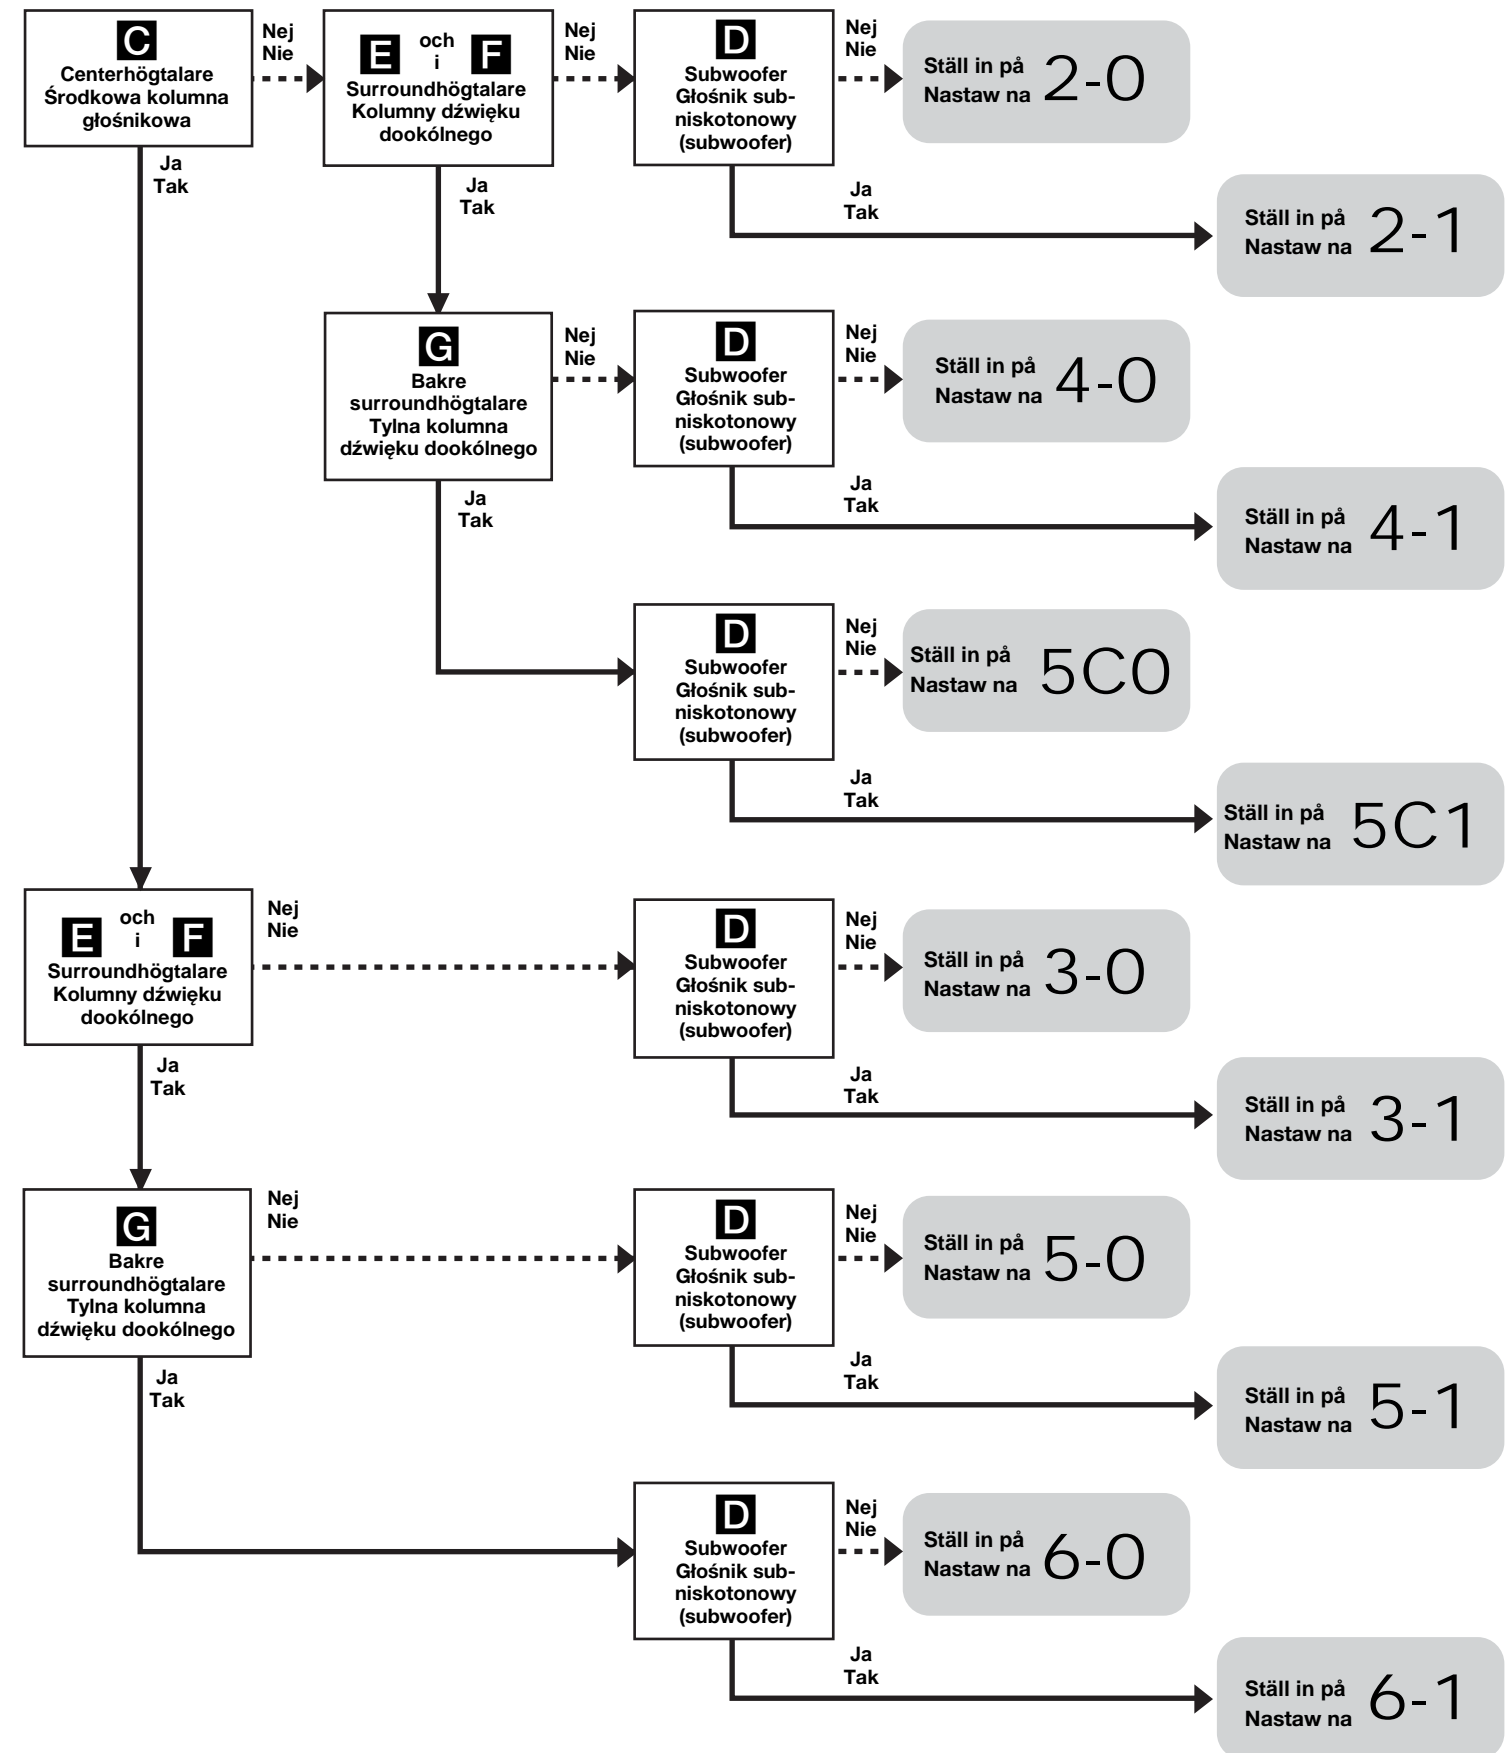 C
Centerhögtalare
Środkowa kolumna
głośnikowa
Nej
Nie
Ja
Tak
E och F
i
Surroundhögtalare
Kolumny dźwięku
dookólnego
Nej
Nie
Ja
Tak
D
Subwoofer
Głośnik sub-
niskotonowy
(subwoofer)
Nej
Nie
Ställ in på
Nastaw na 2-0
Ja
Tak
Ställ in på
Nastaw na 2-1
G
Bakre
surroundhögtalare
Tylna kolumna
dźwięku dookólnego
Nej
Nie
Ja
Tak
D
Subwoofer
Głośnik sub-
niskotonowy
(subwoofer)
Nej
Nie
Ställ in på
Nastaw na 4-0
Ja
Tak
Ställ in på
Nastaw na 4-1
D
Subwoofer
Głośnik sub-
niskotonowy
(subwoofer)
Nej
Nie
Ställ in på
Nastaw na 5C0
Ja
Tak
Ställ in på
Nastaw na 5C1
E och F
i
Surroundhögtalare
Kolumny dźwięku
dookólnego
Nej
Nie
Ja
Tak
D
Subwoofer
Głośnik sub-
niskotonowy
(subwoofer)
Nej
Nie
Ställ in på
Nastaw na 3-0
Ja
Tak
Ställ in på
Nastaw na 3-1
G
Bakre
surroundhögtalare
Tylna kolumna
dźwięku dookólnego
Nej
Nie
Ja
Tak
D
Subwoofer
Głośnik sub-
niskotonowy
(subwoofer)
Nej
Nie
Ställ in på
Nastaw na 5-0
Ja
Tak
Ställ in på
Nastaw na 5-1
D
Subwoofer
Głośnik sub-
niskotonowy
(subwoofer)
Nej
Nie
Ställ in på
Nastaw na 6-0
Ja
Tak
Ställ in på
Nastaw na 6-1